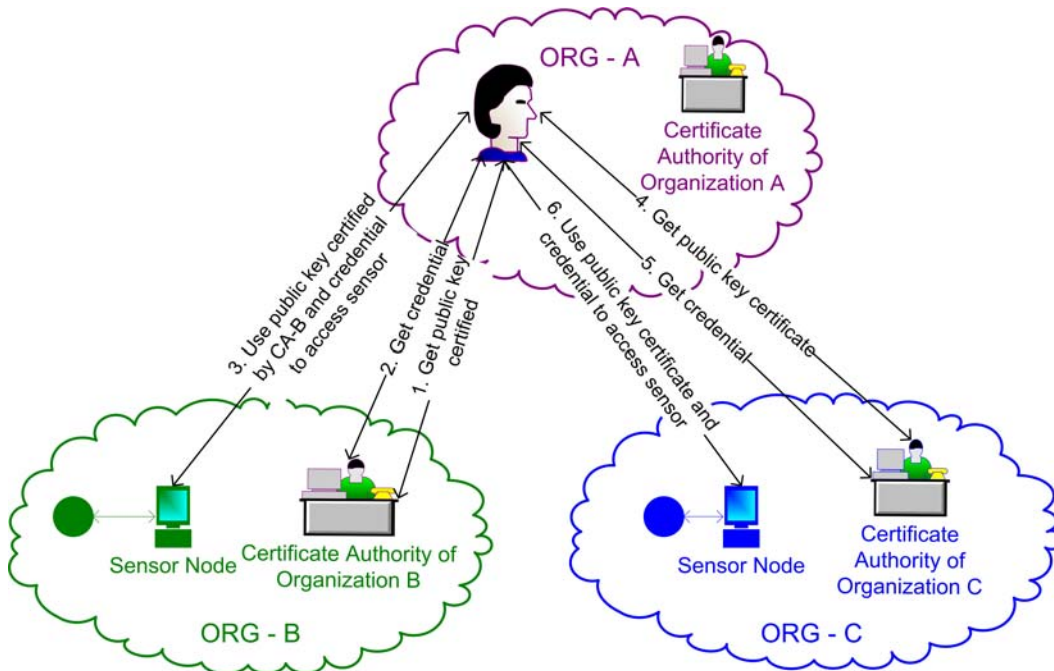 ORG - A
Certificate
Authority of
Organization A
3. Use public key certified
by CA-B and credential
to access sensor
2. Get credential
1. Get public key
certified
6. Use public key certificate and
credential to access sensor
5. Get credential
4. Get public key certificate
Sensor Node
Certificate Authority of
Organization B
ORG - B
Sensor Node
Certificate
Authority of
Organization C
ORG - C